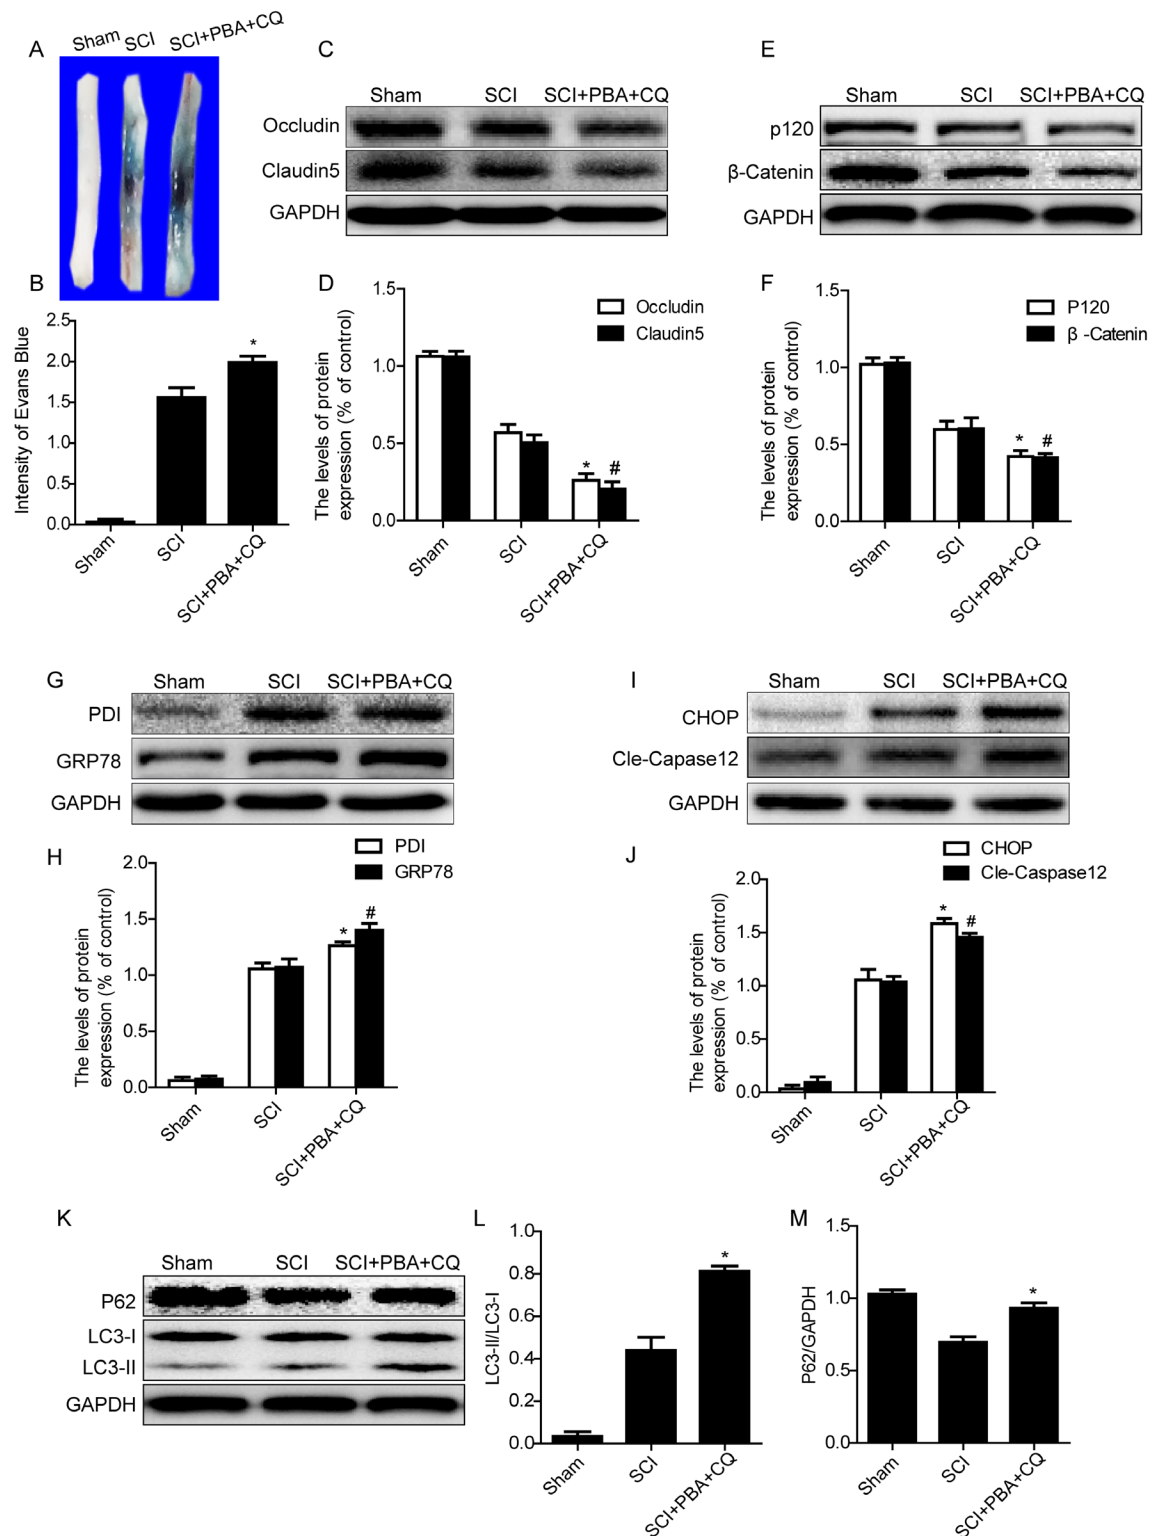 A
Sham SCI SCI+PBA+CQ
B
Intensity of Evans Blue
2.5
2.0
1.5
1.0
0.5
0.0
Sham
SCI
SCI+PBA+CQ
*
C
Sham SCI SCI+PBA+CQ
Occludin
Claudin5
GAPDH
D
The levels of protein
expression (% of control)
1.5
1.0
0.5
0.0
Occludin
Claudin5
* #
Sham
SCI
SCI+PBA+CQ
E
Sham SCI SCI+PBA+CQ
p120
β-Catenin
GAPDH
F
The levels of protein
expression (% of control)
1.5
1.0
0.5
0.0
P120
β -Catenin
* #
Sham
SCI
SCI+PBA+CQ
G
Sham SCI SCI+PBA+CQ
PDI
GRP78
GAPDH
H
The levels of protein
expression (% of control)
2.0
1.5
1.0
0.5
0.0
PDI
GRP78
* #
Sham
SCI
SCI+PBA+CQ
I
Sham SCI SCI+PBA+CQ
CHOP
Cle-Capase12
GAPDH
J
The levels of protein
expression (% of control)
2.0
1.5
1.0
0.5
0.0
CHOP
Cle-Caspase12
* #
Sham
SCI
SCI+PBA+CQ
K
Sham SCI SCI+PBA+CQ
P62
LC3-I
LC3-II
GAPDH
L
LC3-II/LC3-I
1.0
0.8
0.6
0.4
0.2
0.0
*
Sham
SCI
SCI+PBA+CQ
M
P62/GAPDH
1.5
1.0
0.5
0.0
*
Sham
SCI
SCI+PBA+CQ